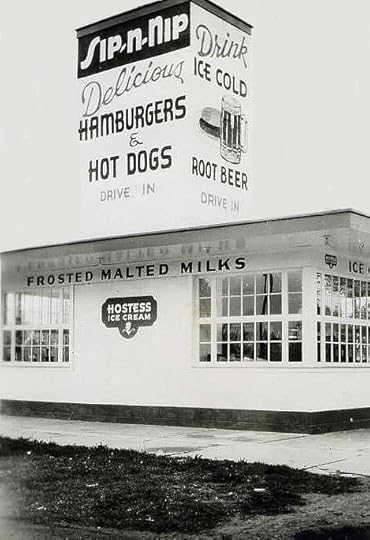 SIP-N-NIP
Delicious
HAMBURGERS
&
HOT DOGS
DRIVE IN
Drink
ICE COLD
ROOT BEER
DRIVE IN
FROSTED MALTED MILKS
HOSTESS
ICE CREAM
ICE